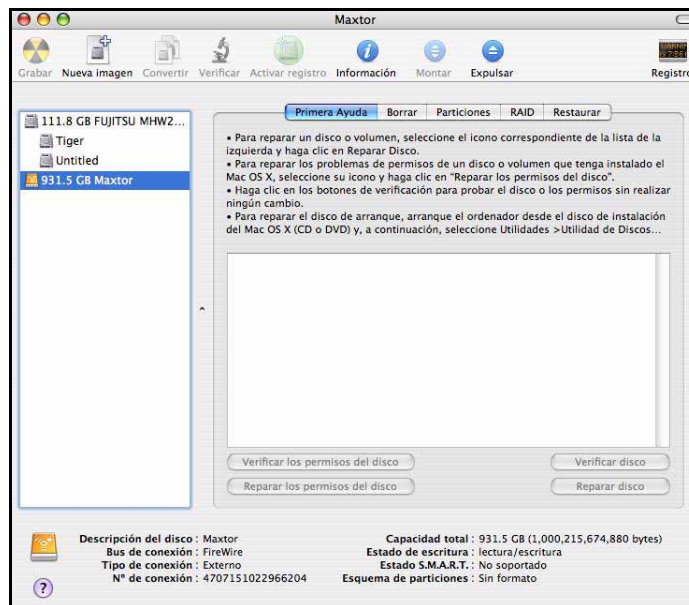 Maxtor
Grabar Nueva imagen Convertir Verificar Activar registro Información Montar Expulsar Registro
111.8 GB FUJITSU MHW2...
Tiger
Untitled
931.5 GB Maxtor
Primera Ayuda Borrar Particiones RAID Restaurar
• Para reparar un disco o volumen, seleccione el icono correspondiente de la lista de la
izquierda y haga clic en Reparar Disco.
• Para reparar los problemas de permisos de un disco o volumen que tenga instalado el
Mac OS X, seleccione su icono y haga clic en “Reparar los permisos del disco”.
• Haga clic en los botones de verificación para probar el disco o los permisos sin realizar
ningún cambio.
• Para reparar el disco de arranque, arranque el ordenador desde el disco de instalación
del Mac OS X (CD o DVD) y, a continuación, seleccione Utilidades >Utilidad de Discos...
Verificar los permisos del disco Verificar disco
Reparar los permisos del disco Reparar disco
Descripción del disco : Maxtor
Bus de conexión : FireWire
Tipo de conexión : Externo
Nº de conexión : 4707151022966204
Capacidad total : 931.5 GB (1,000,215,674,880 bytes)
Estado de escritura : lectura/escritura
Estado S.M.A.R.T. : No soportado
Esquema de particiones : Sin formato
?